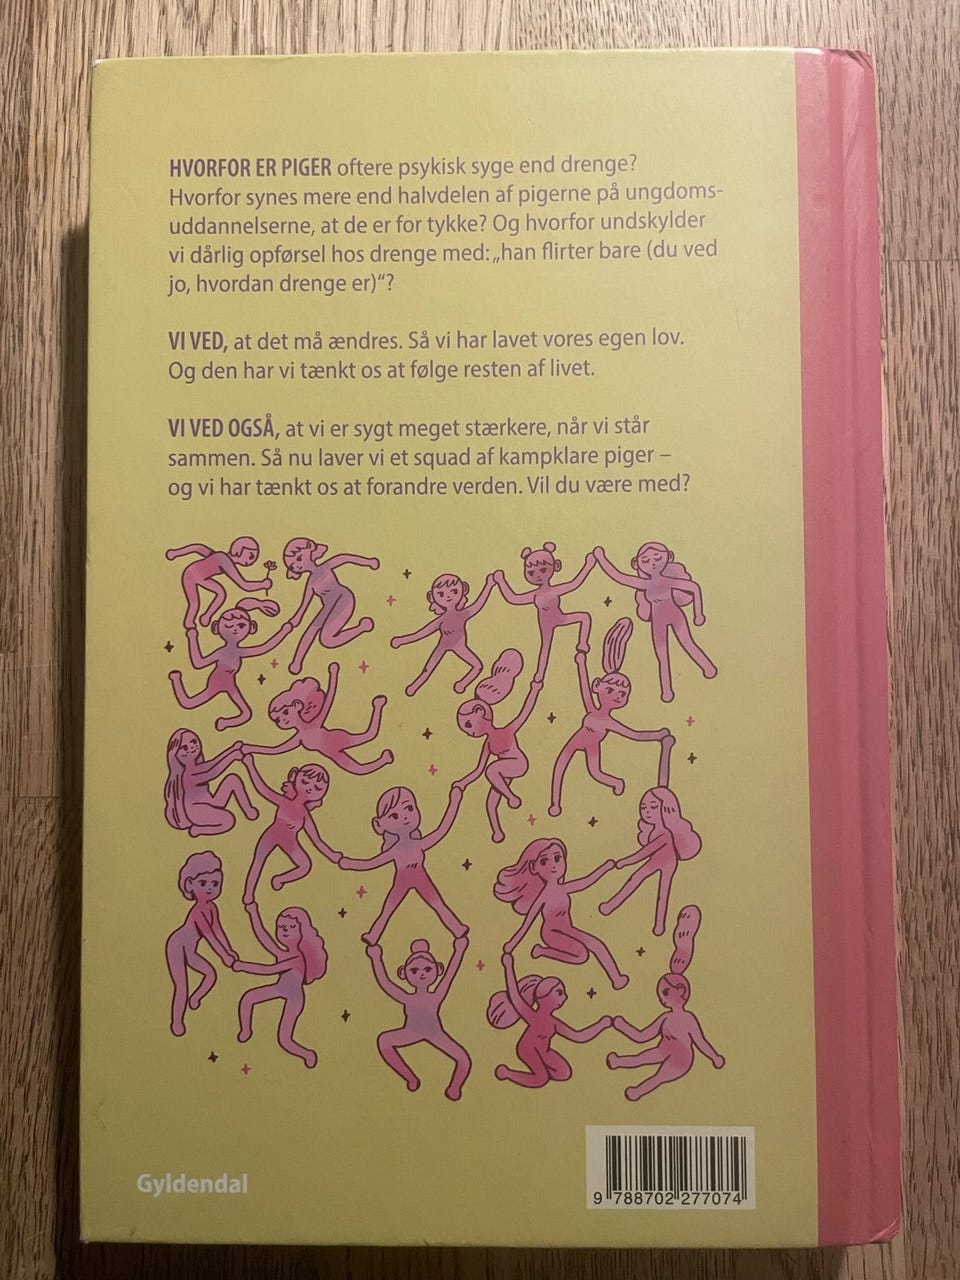 HVORFOR ER PIGER oftere psykisk syge end drenge?
Hvorfor synes mere end halvdelen af pigerne på ungdoms-
uddannelserne, at de er for tykke? Og hvorfor undskylder
vi dårlig opførsel hos drenge med: „han flirter bare (du ved
jo, hvordan drenge er)“?
VI VED, at det må ændres. Så vi har lavet vores egen lov.
Og den har vi tænkt os at følge resten af livet.
VI VED OGSÅ, at vi er sygt meget stærkere, når vi står
sammen. Så nu laver vi et squad af kampklare piger –
og vi har tænkt os at forandre verden. Vil du være med?
Gyldendal
9 788702 277074